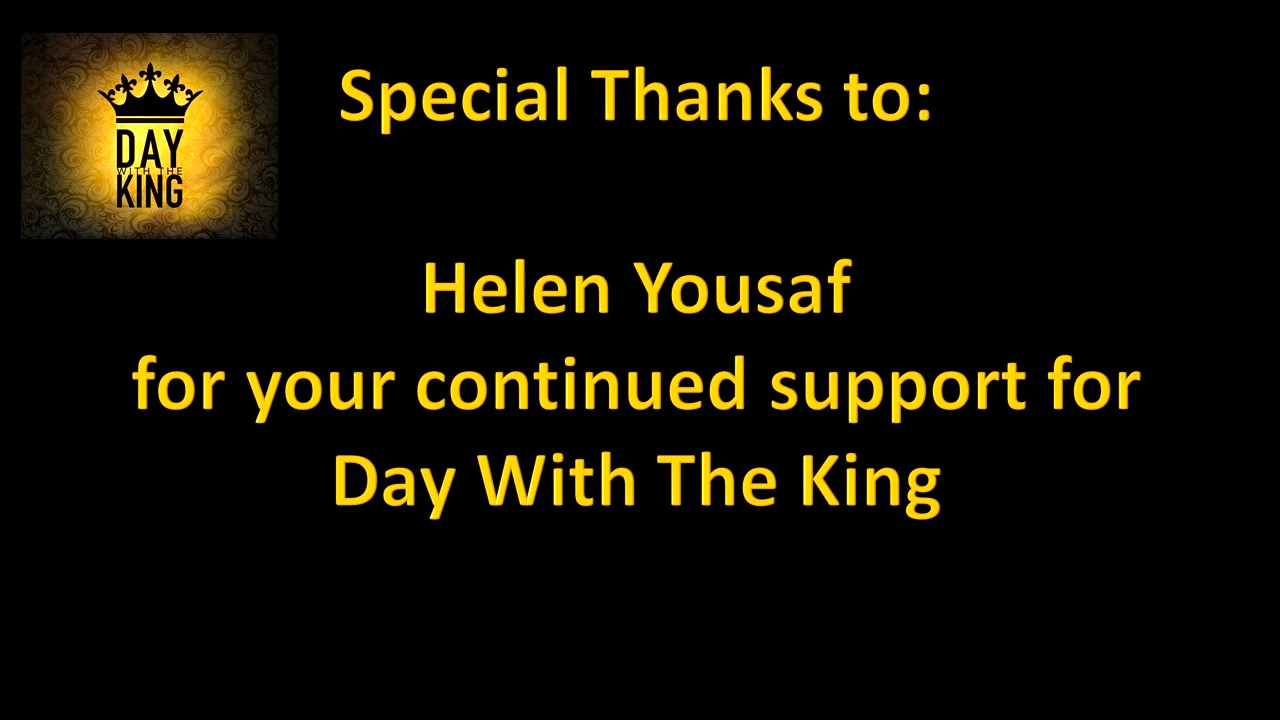 DAY
WITH THE
KING
Special Thanks to:
Helen Yousaf
for your continued support for
Day With The King